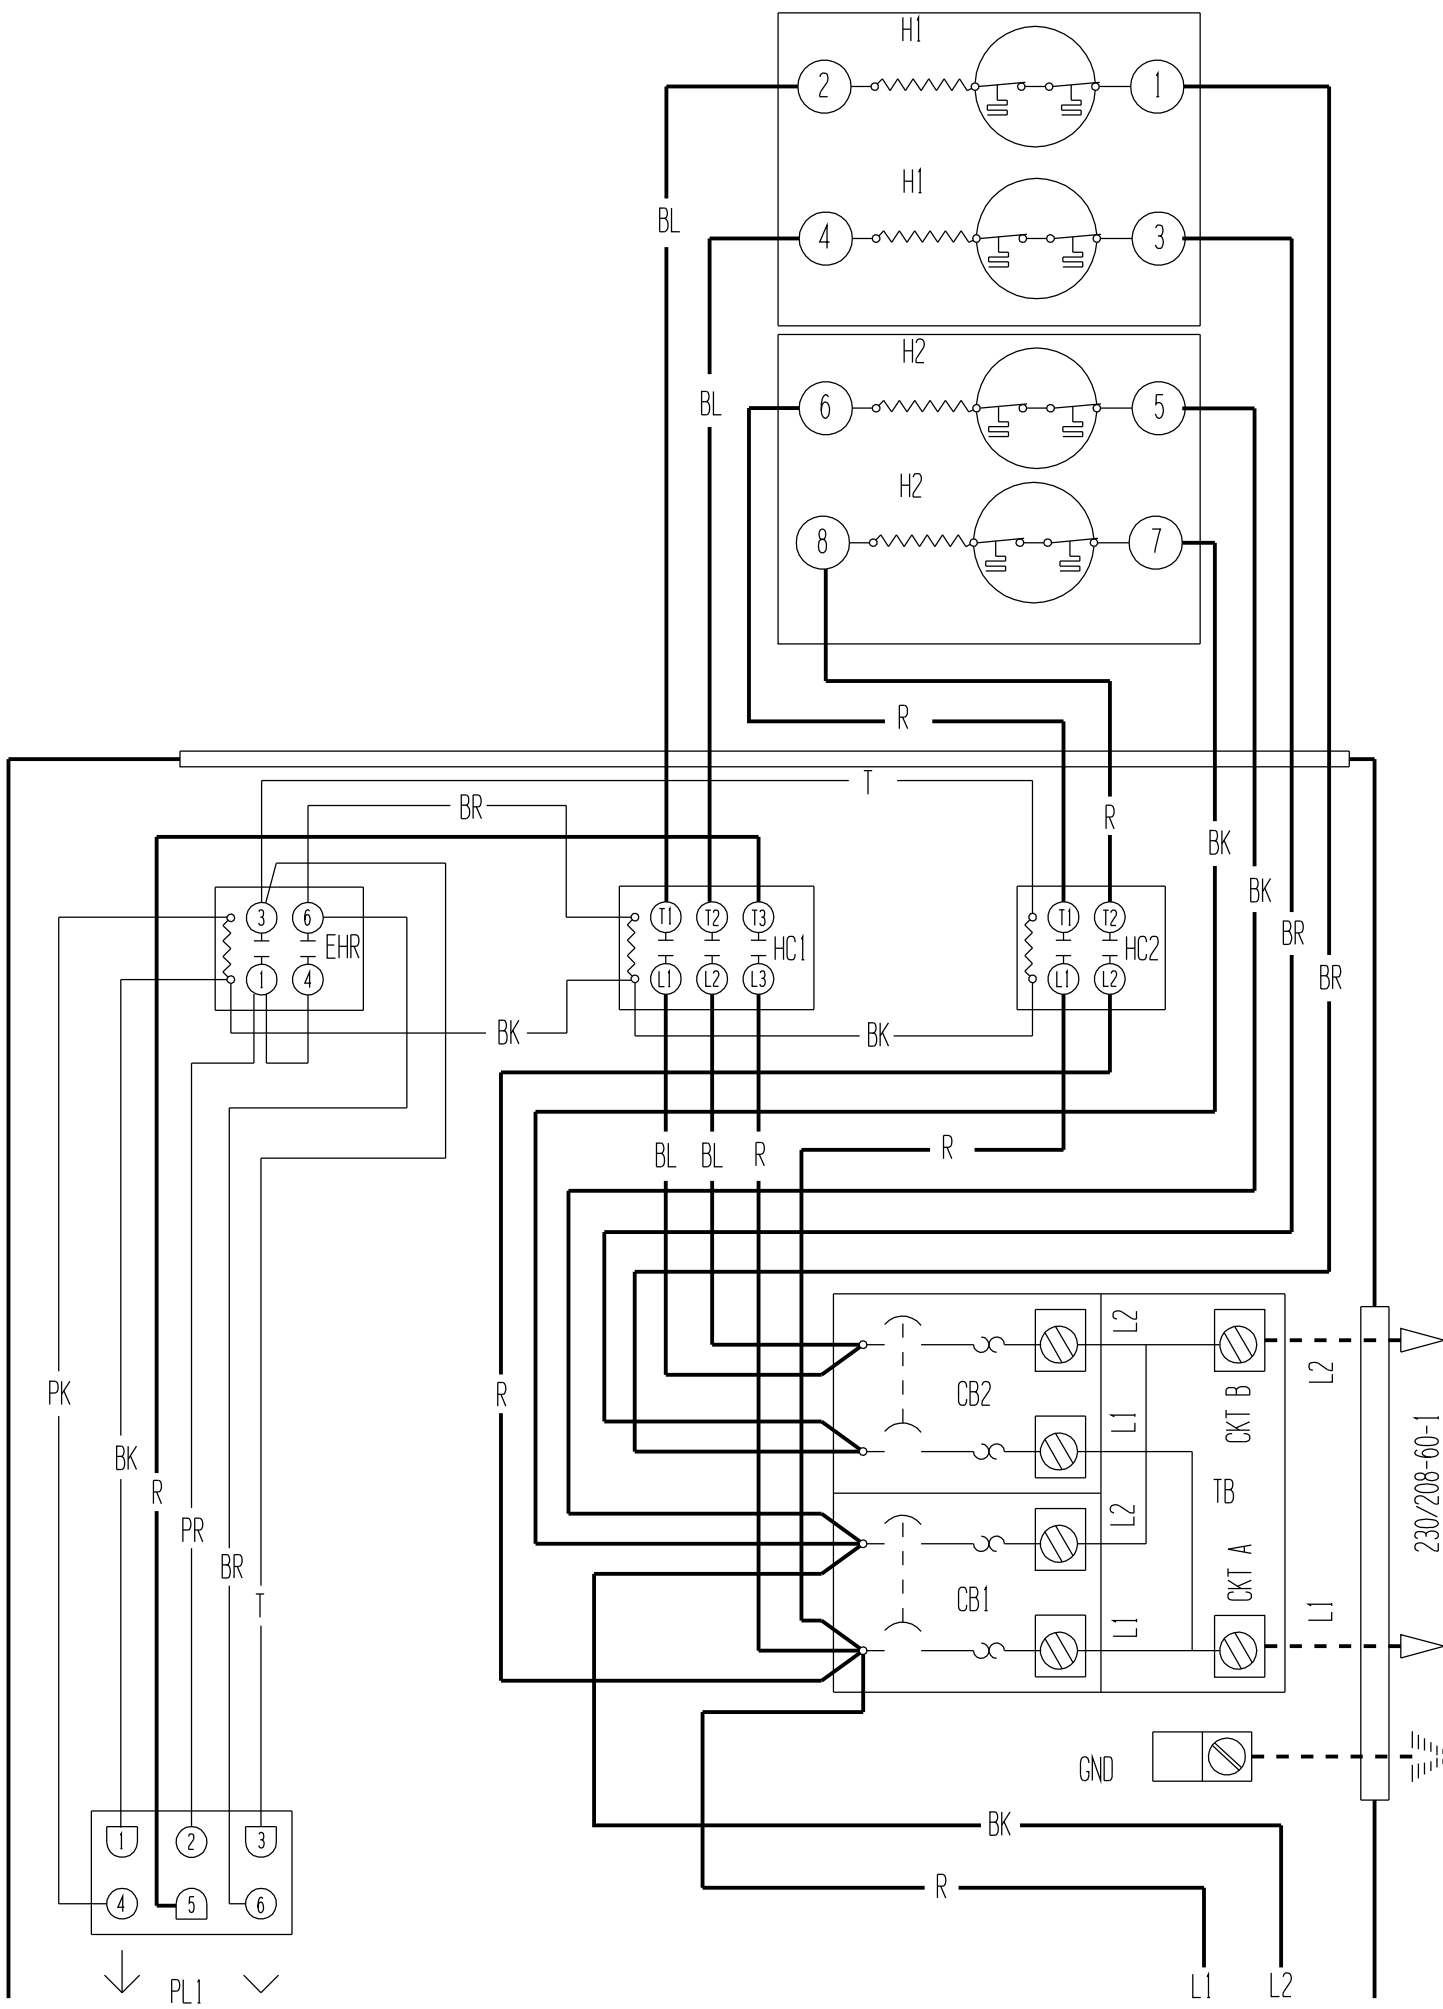 H1
2 1
H1
BL
4 3
H2
BL
6 5
H2
8 7
R
T
BR
R
BK
BK
3 6 T1 T2 T3 T1 T2
EHR HC1 HC2
BR
1 4 L1 L2 L3 L1 L2
BR
BK BK
BL BL R R
L2
L2
PK R CB2 CKT B
L1
BK
R TB 230/208-60-1
L2
PR
BR
CKT A
T CB1
L1 L1
GND
BK
1 2 3
R
4 5 6
PL1 L1 L2